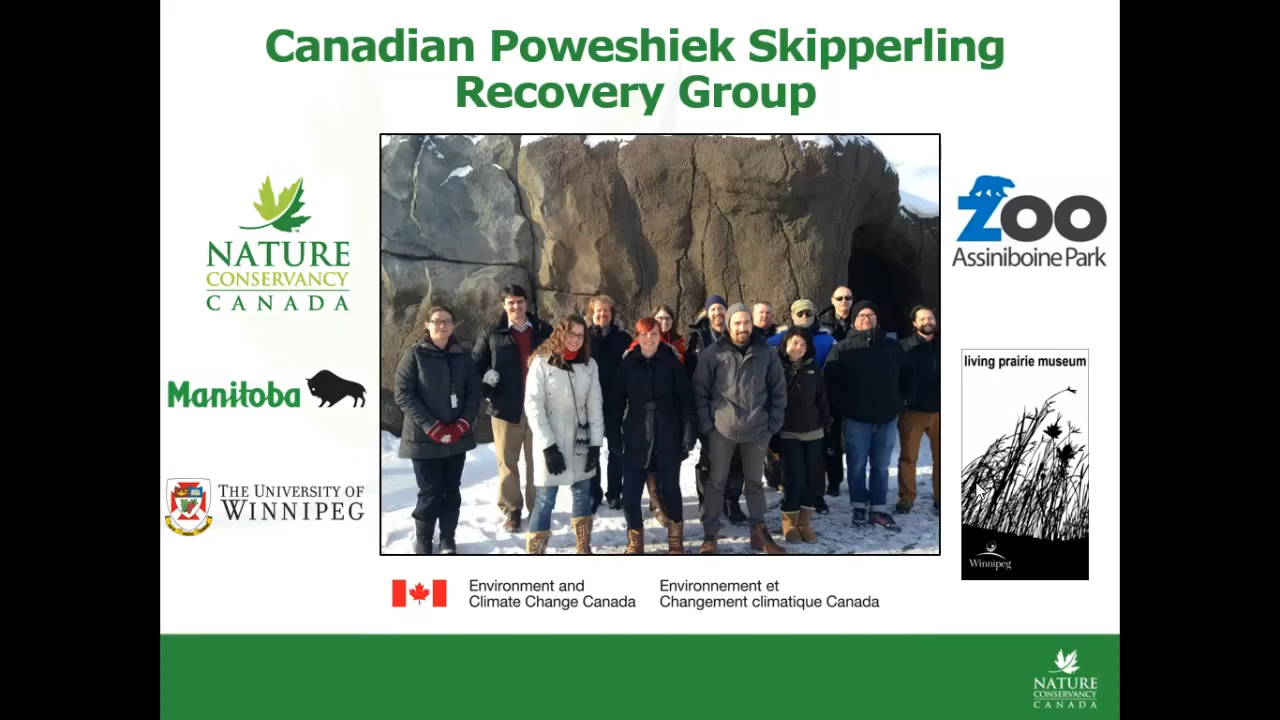 Canadian Poweshiek Skipperling
Recovery Group
NATURE
CONSERVANCY
CANADA
Manitoba
THE UNIVERSITY OF
WINNIPEG
ZOO
Assiniboine Park
living prairie museum
Winnipeg
Environment and
Climate Change Canada
Environnement et
Changement climatique Canada
NATURE
CONSERVANCY
CANADA